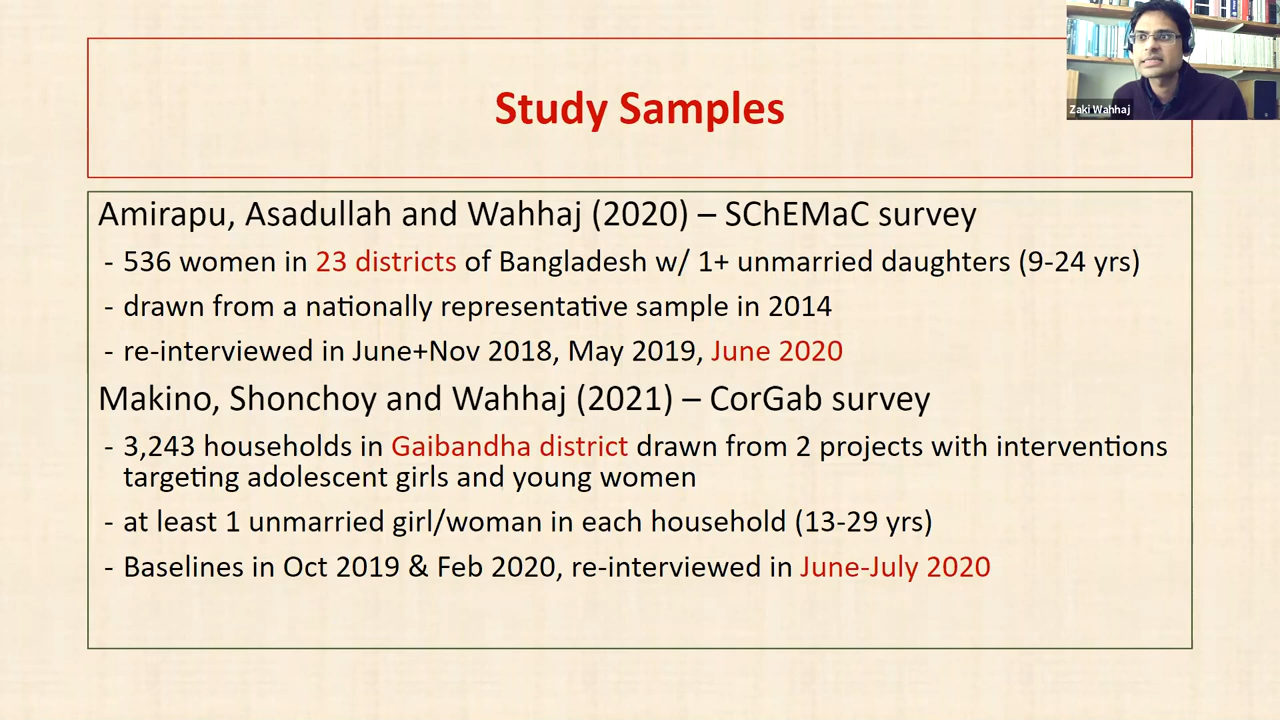 Study Samples
Zaki Wahhaj
Amirapu, Asadullah and Wahhaj (2020) – SChEMaC survey
- 536 women in 23 districts of Bangladesh w/ 1+ unmarried daughters (9-24 yrs)
- drawn from a nationally representative sample in 2014
- re-interviewed in June+Nov 2018, May 2019, June 2020
Makino, Shonchoy and Wahhaj (2021) – CorGab survey
- 3,243 households in Gaibandha district drawn from 2 projects with interventions
targeting adolescent girls and young women
- at least 1 unmarried girl/woman in each household (13-29 yrs)
- Baselines in Oct 2019 & Feb 2020, re-interviewed in June-July 2020